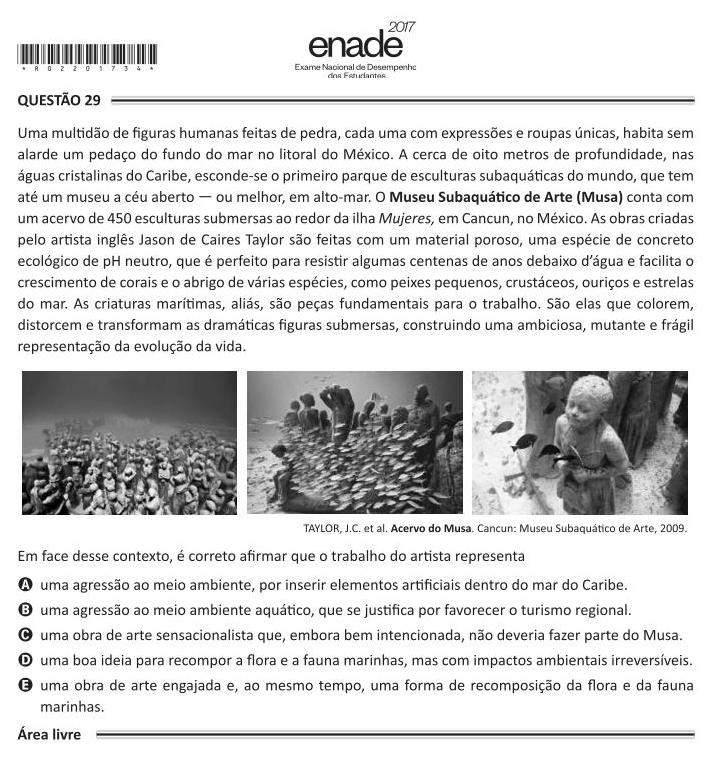 2017
enade
Exame Nacional de Desempenho
dos Estudantes
*R0220173​4*
QUESTÃO 29
Uma multidão de figuras humanas feitas de pedra, cada uma com expressões e roupas únicas, habita sem
alarde um pedaço do fundo do mar no litoral do México. A cerca de oito metros de profundidade, nas
águas cristalinas do Caribe, esconde-se o primeiro parque de esculturas subaquáticas do mundo, que tem
até um museu a céu aberto — ou melhor, em alto-mar. O Museu Subaquático de Arte (Musa) conta com
um acervo de 450 esculturas submersas ao redor da ilha Mujeres, em Cancun, no México. As obras criadas
pelo artista inglês Jason de Caires Taylor são feitas com um material poroso, uma espécie de concreto
ecológico de pH neutro, que é perfeito para resistir algumas centenas de anos debaixo d’água e facilita o
crescimento de corais e o abrigo de várias espécies, como peixes pequenos, crustáceos, ouriços e estrelas
do mar. As criaturas marítimas, aliás, são peças fundamentais para o trabalho. São elas que colorem,
distorcem e transformam as dramáticas figuras submersas, construindo uma ambiciosa, mutante e frágil
representação da evolução da vida.
TAYLOR, J.C. et al. Acervo do Musa. Cancun: Museu Subaquático de Arte, 2009.
Em face desse contexto, é correto afirmar que o trabalho do artista representa
A uma agressão ao meio ambiente, por inserir elementos artificiais dentro do mar do Caribe.
B uma agressão ao meio ambiente aquático, que se justifica por favorecer o turismo regional.
C uma obra de arte sensacionalista que, embora bem intencionada, não deveria fazer parte do Musa.
D uma boa ideia para recompor a flora e a fauna marinhas, mas com impactos ambientais irreversíveis.
E uma obra de arte engajada e, ao mesmo tempo, uma forma de recomposição da flora e da fauna
marinhas.
Área livre